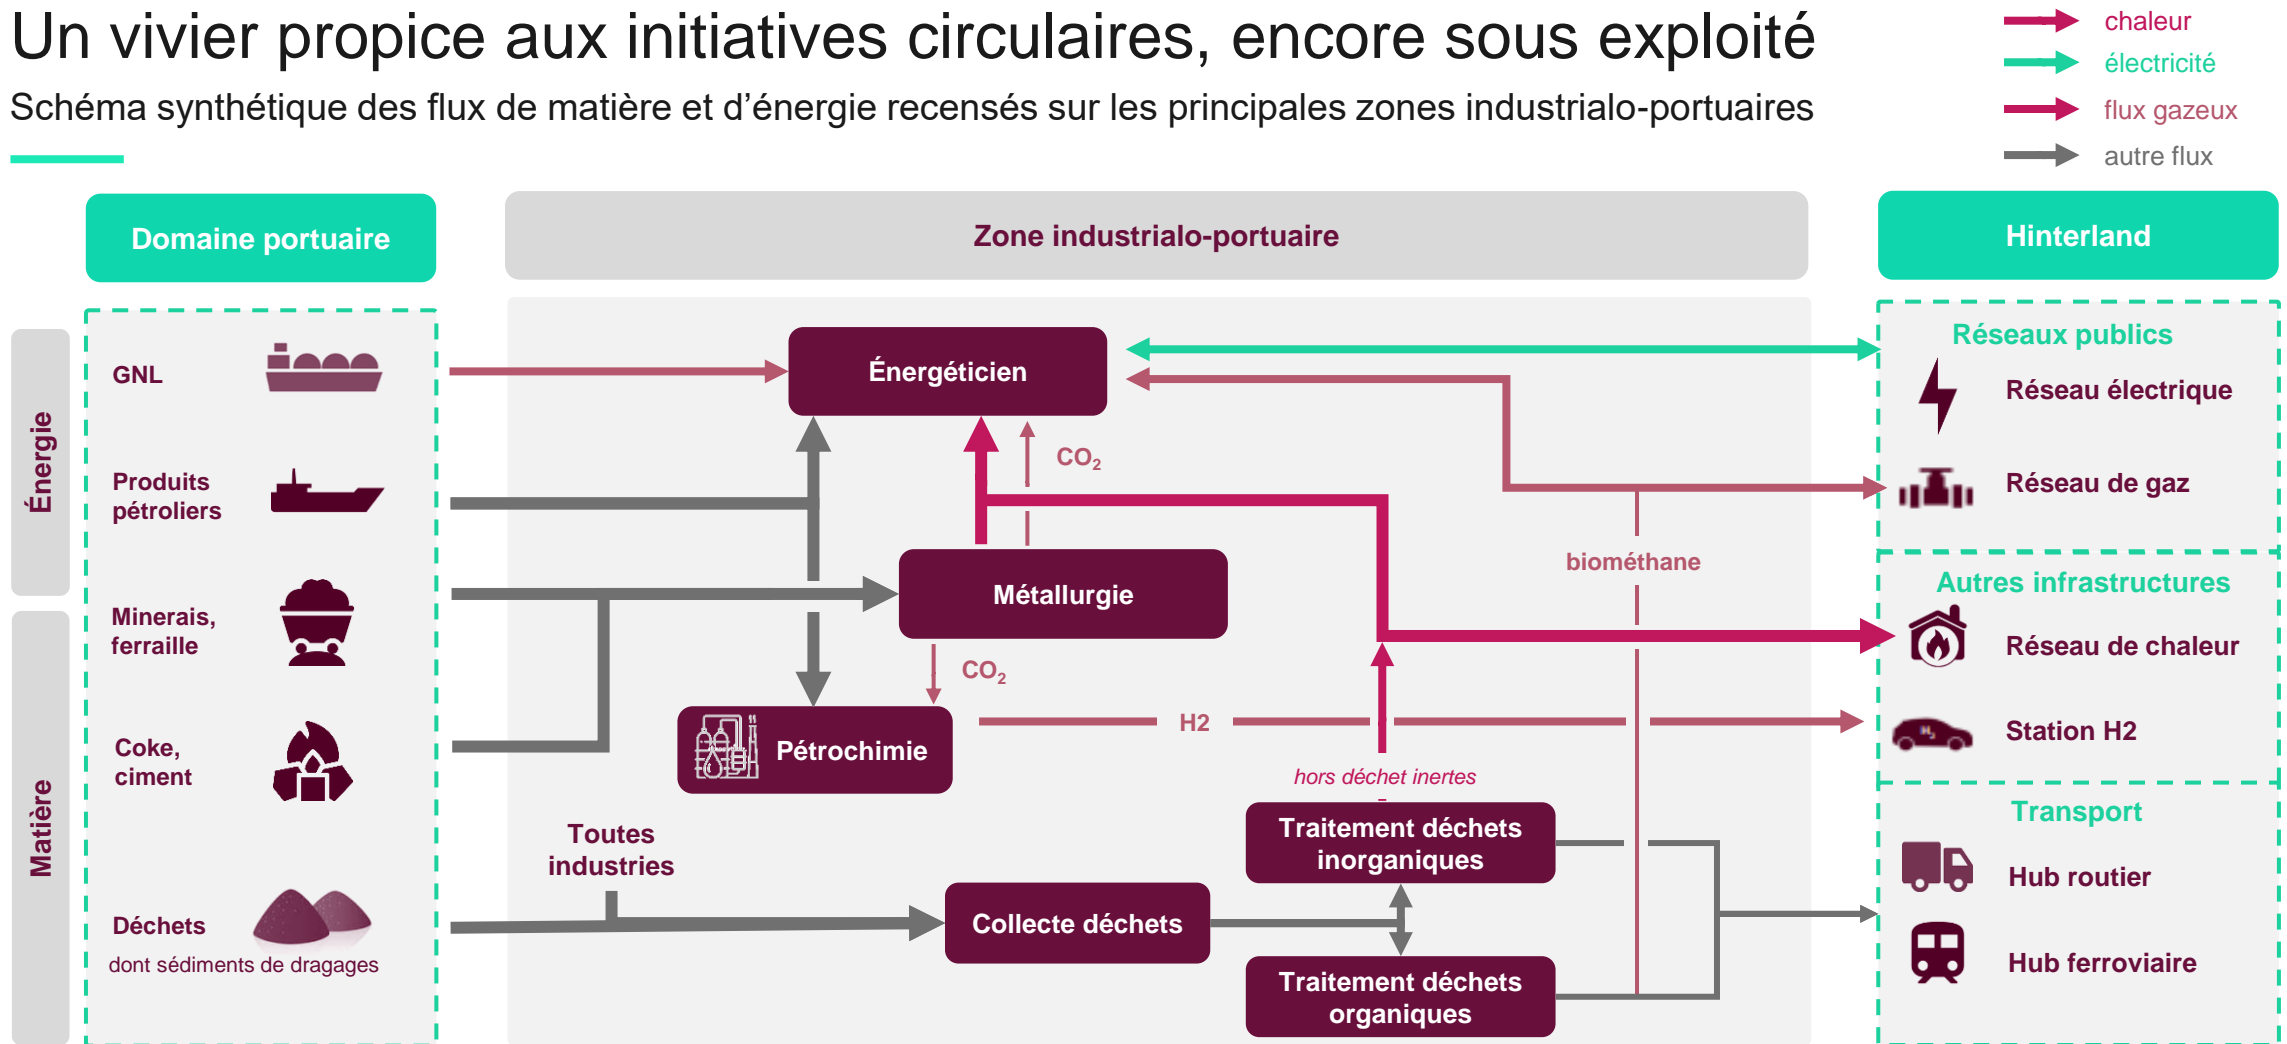 Un vivier propice aux initiatives circulaires, encore sous exploité
Schéma synthétique des flux de matière et d'énergie recensés sur les principales zones industrialo-portuaires
chaleur
électricité
flux gazeux
autre flux
Domaine portuaire
Zone industrialo-portuaire
Hinterland
Énergie
Matière
GNL
Produits
pétroliers
Minerais,
ferraille
Coke,
ciment
Déchets
dont sédiments de dragages
Énergéticien
CO₂
Métallurgie
CO₂
Pétrochimie
H2
biométhane
hors déchet inertes
Toutes
industries
Collecte déchets
Traitement déchets
inorganiques
Traitement déchets
organiques
Réseaux publics
Réseau électrique
Réseau de gaz
Autres infrastructures
Réseau de chaleur
H₂
Station H2
Transport
Hub routier
Hub ferroviaire